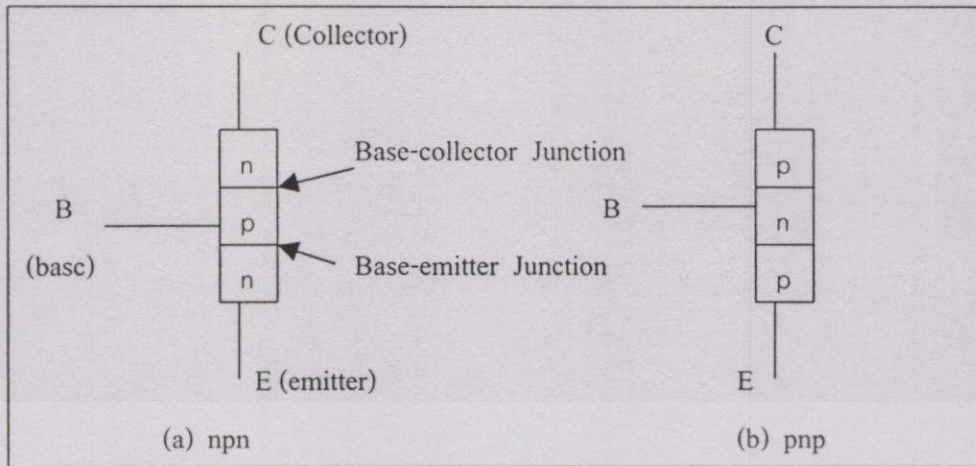 C (Collector)
n
Base-collector Junction
B
p
(basc)
Base-emitter Junction
n
E (emitter)
(a) npn
C
p
B
n
p
E
(b) pnp